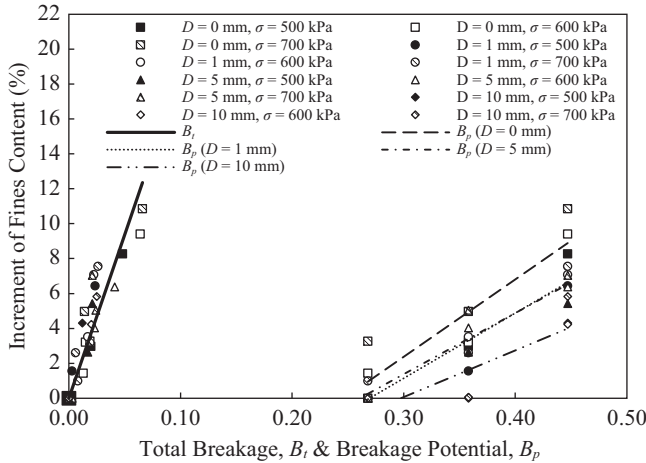 Increment of Fines Content (%)
22
20
18
16
14
12
10
8
6
4
2
0
D = 0 mm, σ = 500 kPa
D = 0 mm, σ = 600 kPa
D = 0 mm, σ = 700 kPa
D = 1 mm, σ = 500 kPa
D = 1 mm, σ = 600 kPa
D = 1 mm, σ = 700 kPa
D = 5 mm, σ = 500 kPa
D = 5 mm, σ = 600 kPa
D = 5 mm, σ = 700 kPa
D = 10 mm, σ = 500 kPa
D = 10 mm, σ = 600 kPa
D = 10 mm, σ = 700 kPa
Bt
Bp (D = 0 mm)
Bp (D = 1 mm)
Bp (D = 5 mm)
Bp (D = 10 mm)
0.00 0.10 0.20 0.30 0.40 0.50
Total Breakage, Bt & Breakage Potential, Bp